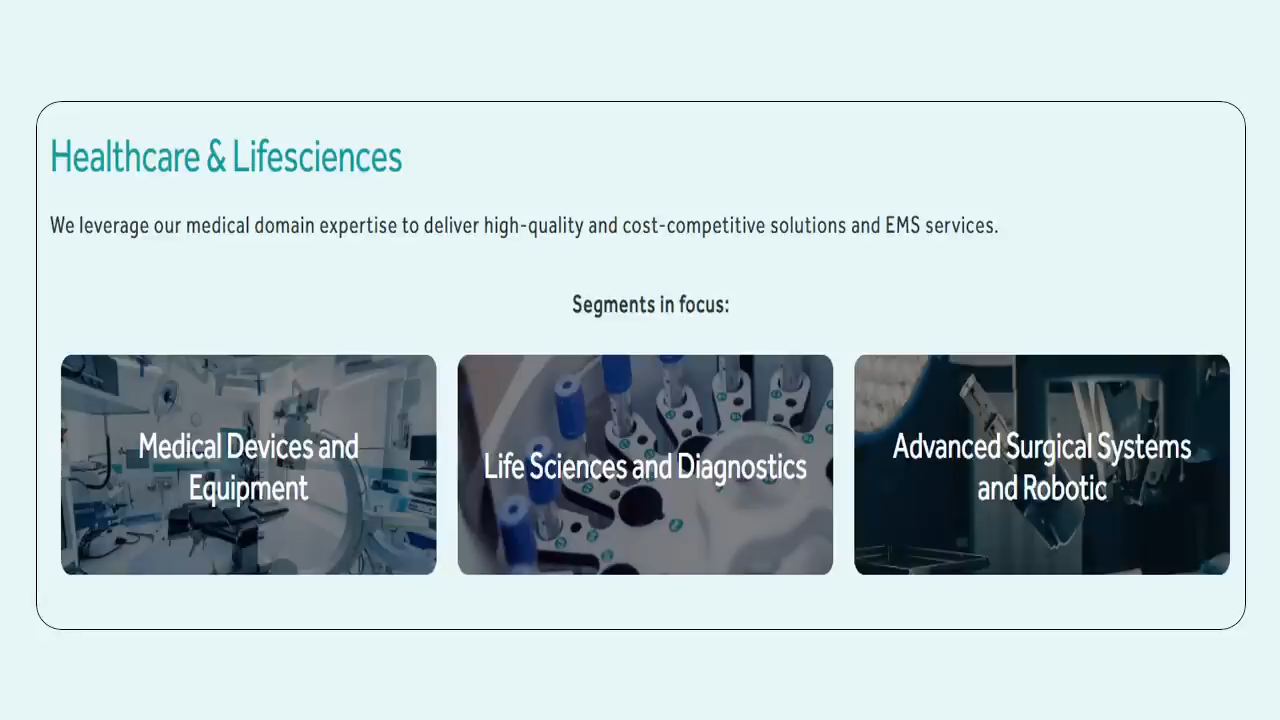 Healthcare & Lifesciences
We leverage our medical domain expertise to deliver high-quality and cost-competitive solutions and EMS services.
Segments in focus:
Medical Devices and
Equipment
Life Sciences and Diagnostics
Advanced Surgical Systems
and Robotic